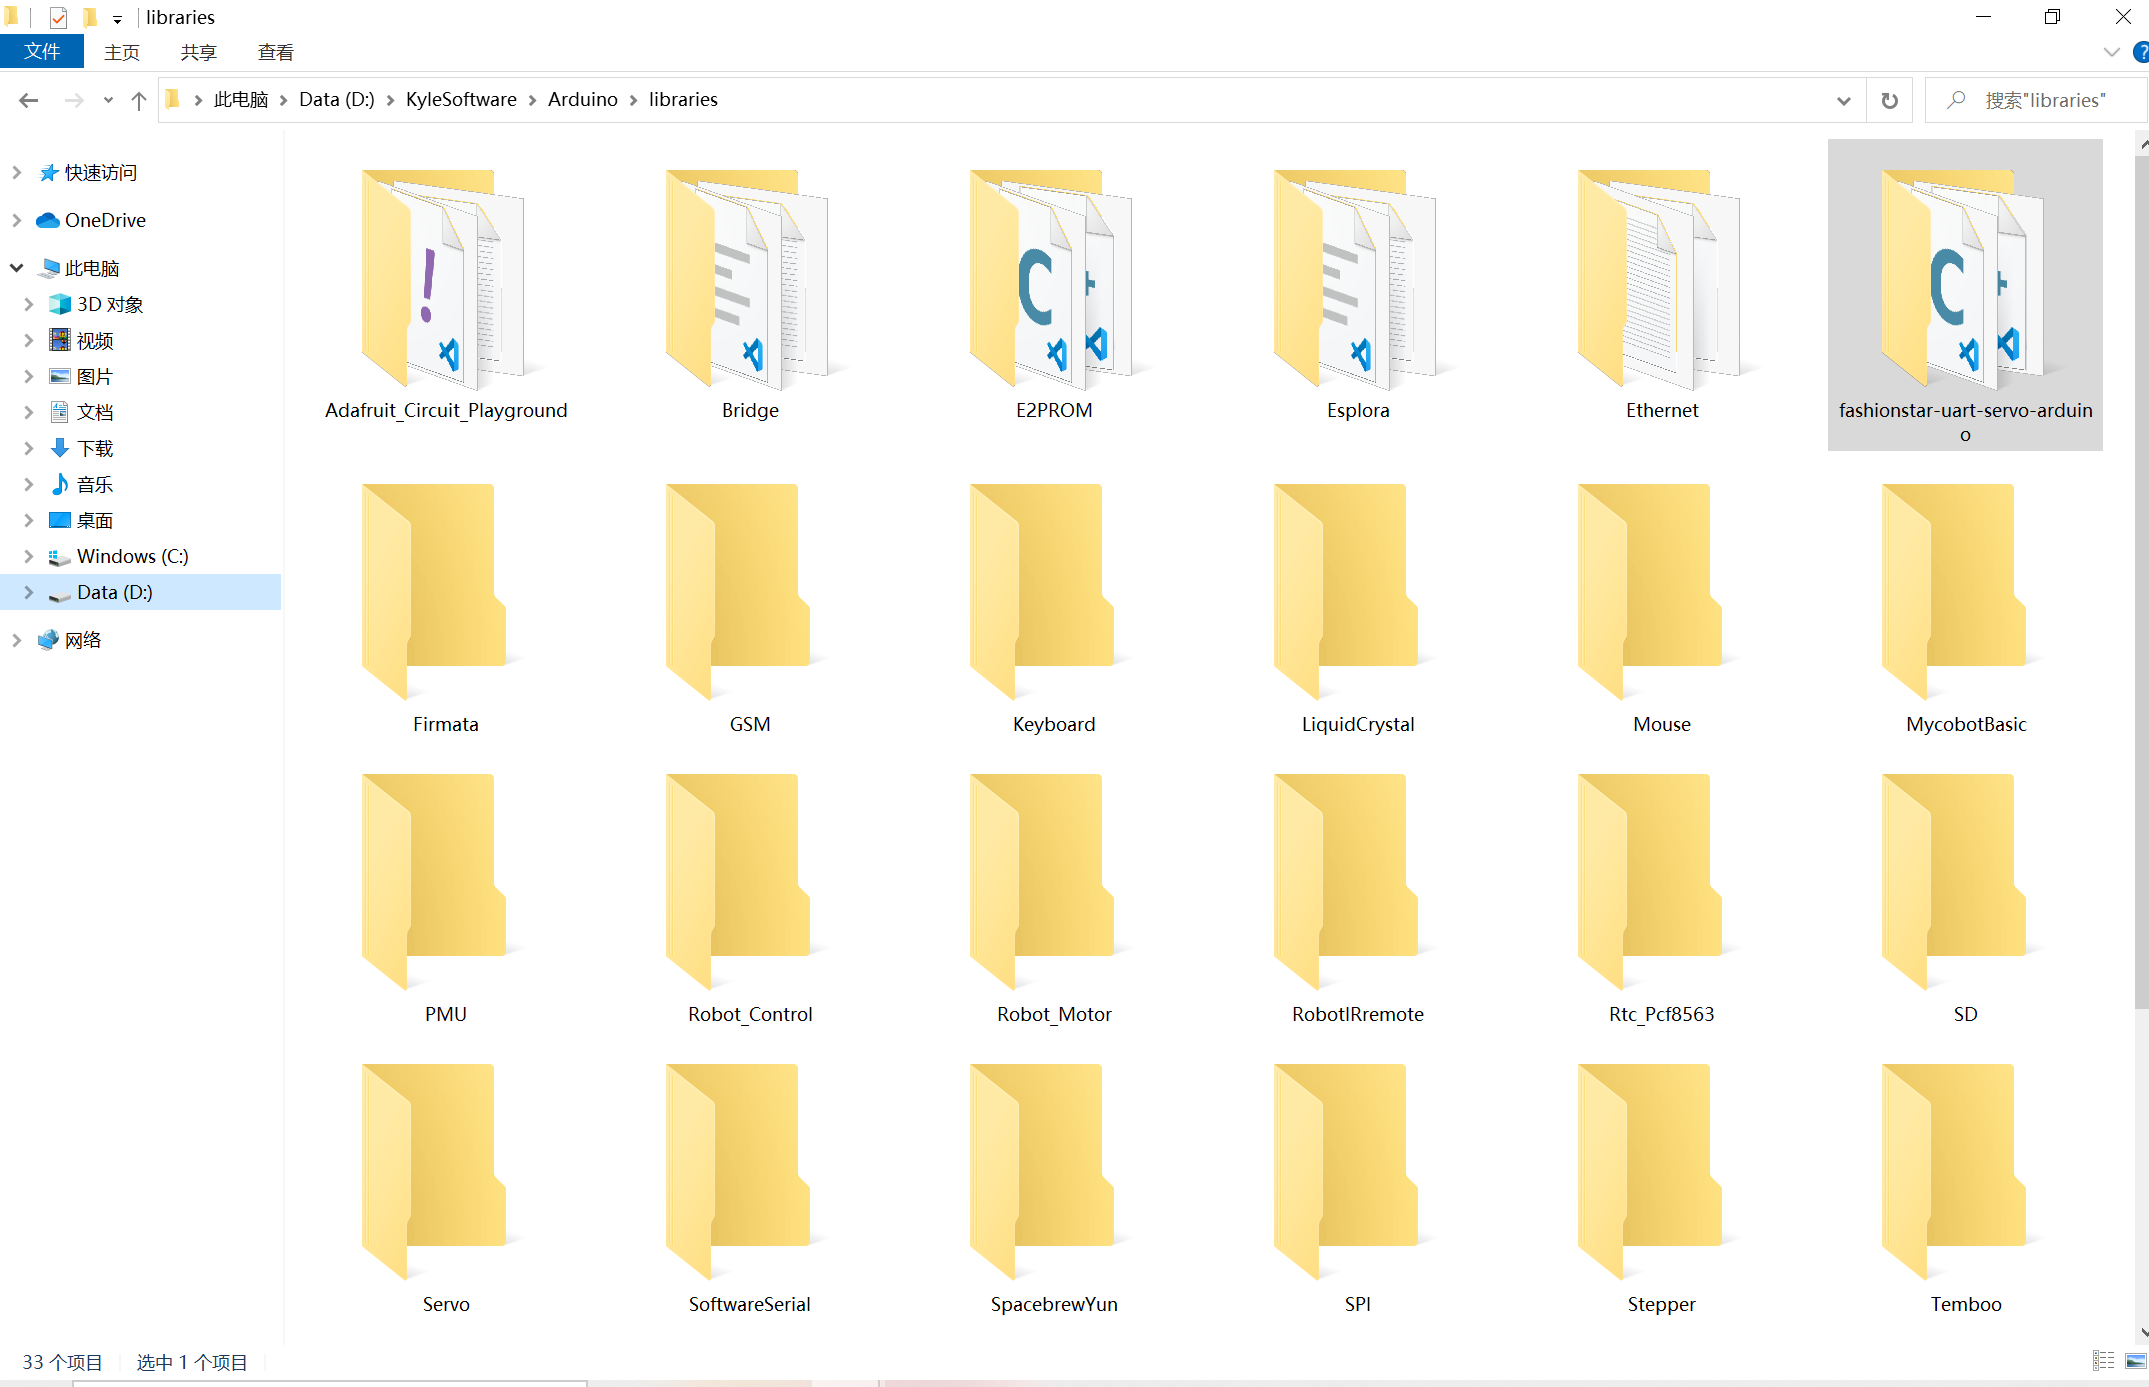 libraries
文件 主页 共享 查看
此电脑 Data (D:) KyleSoftware Arduino libraries
搜索"libraries"
快速访问
OneDrive
此电脑
3D 对象
视频
图片
文档
下载
音乐
桌面
Windows (C:)
Data (D:)
网络
Adafruit_Circuit_Playground Bridge E2PROM Esplora Ethernet fashionstar-uart-servo-arduin
o
Firmata GSM Keyboard LiquidCrystal Mouse MycobotBasic
PMU Robot_Control Robot_Motor RobotIRremote Rtc_Pcf8563 SD
Servo SoftwareSerial SpacebrewYun SPI Stepper Temboo
33 个项目 选中 1 个项目